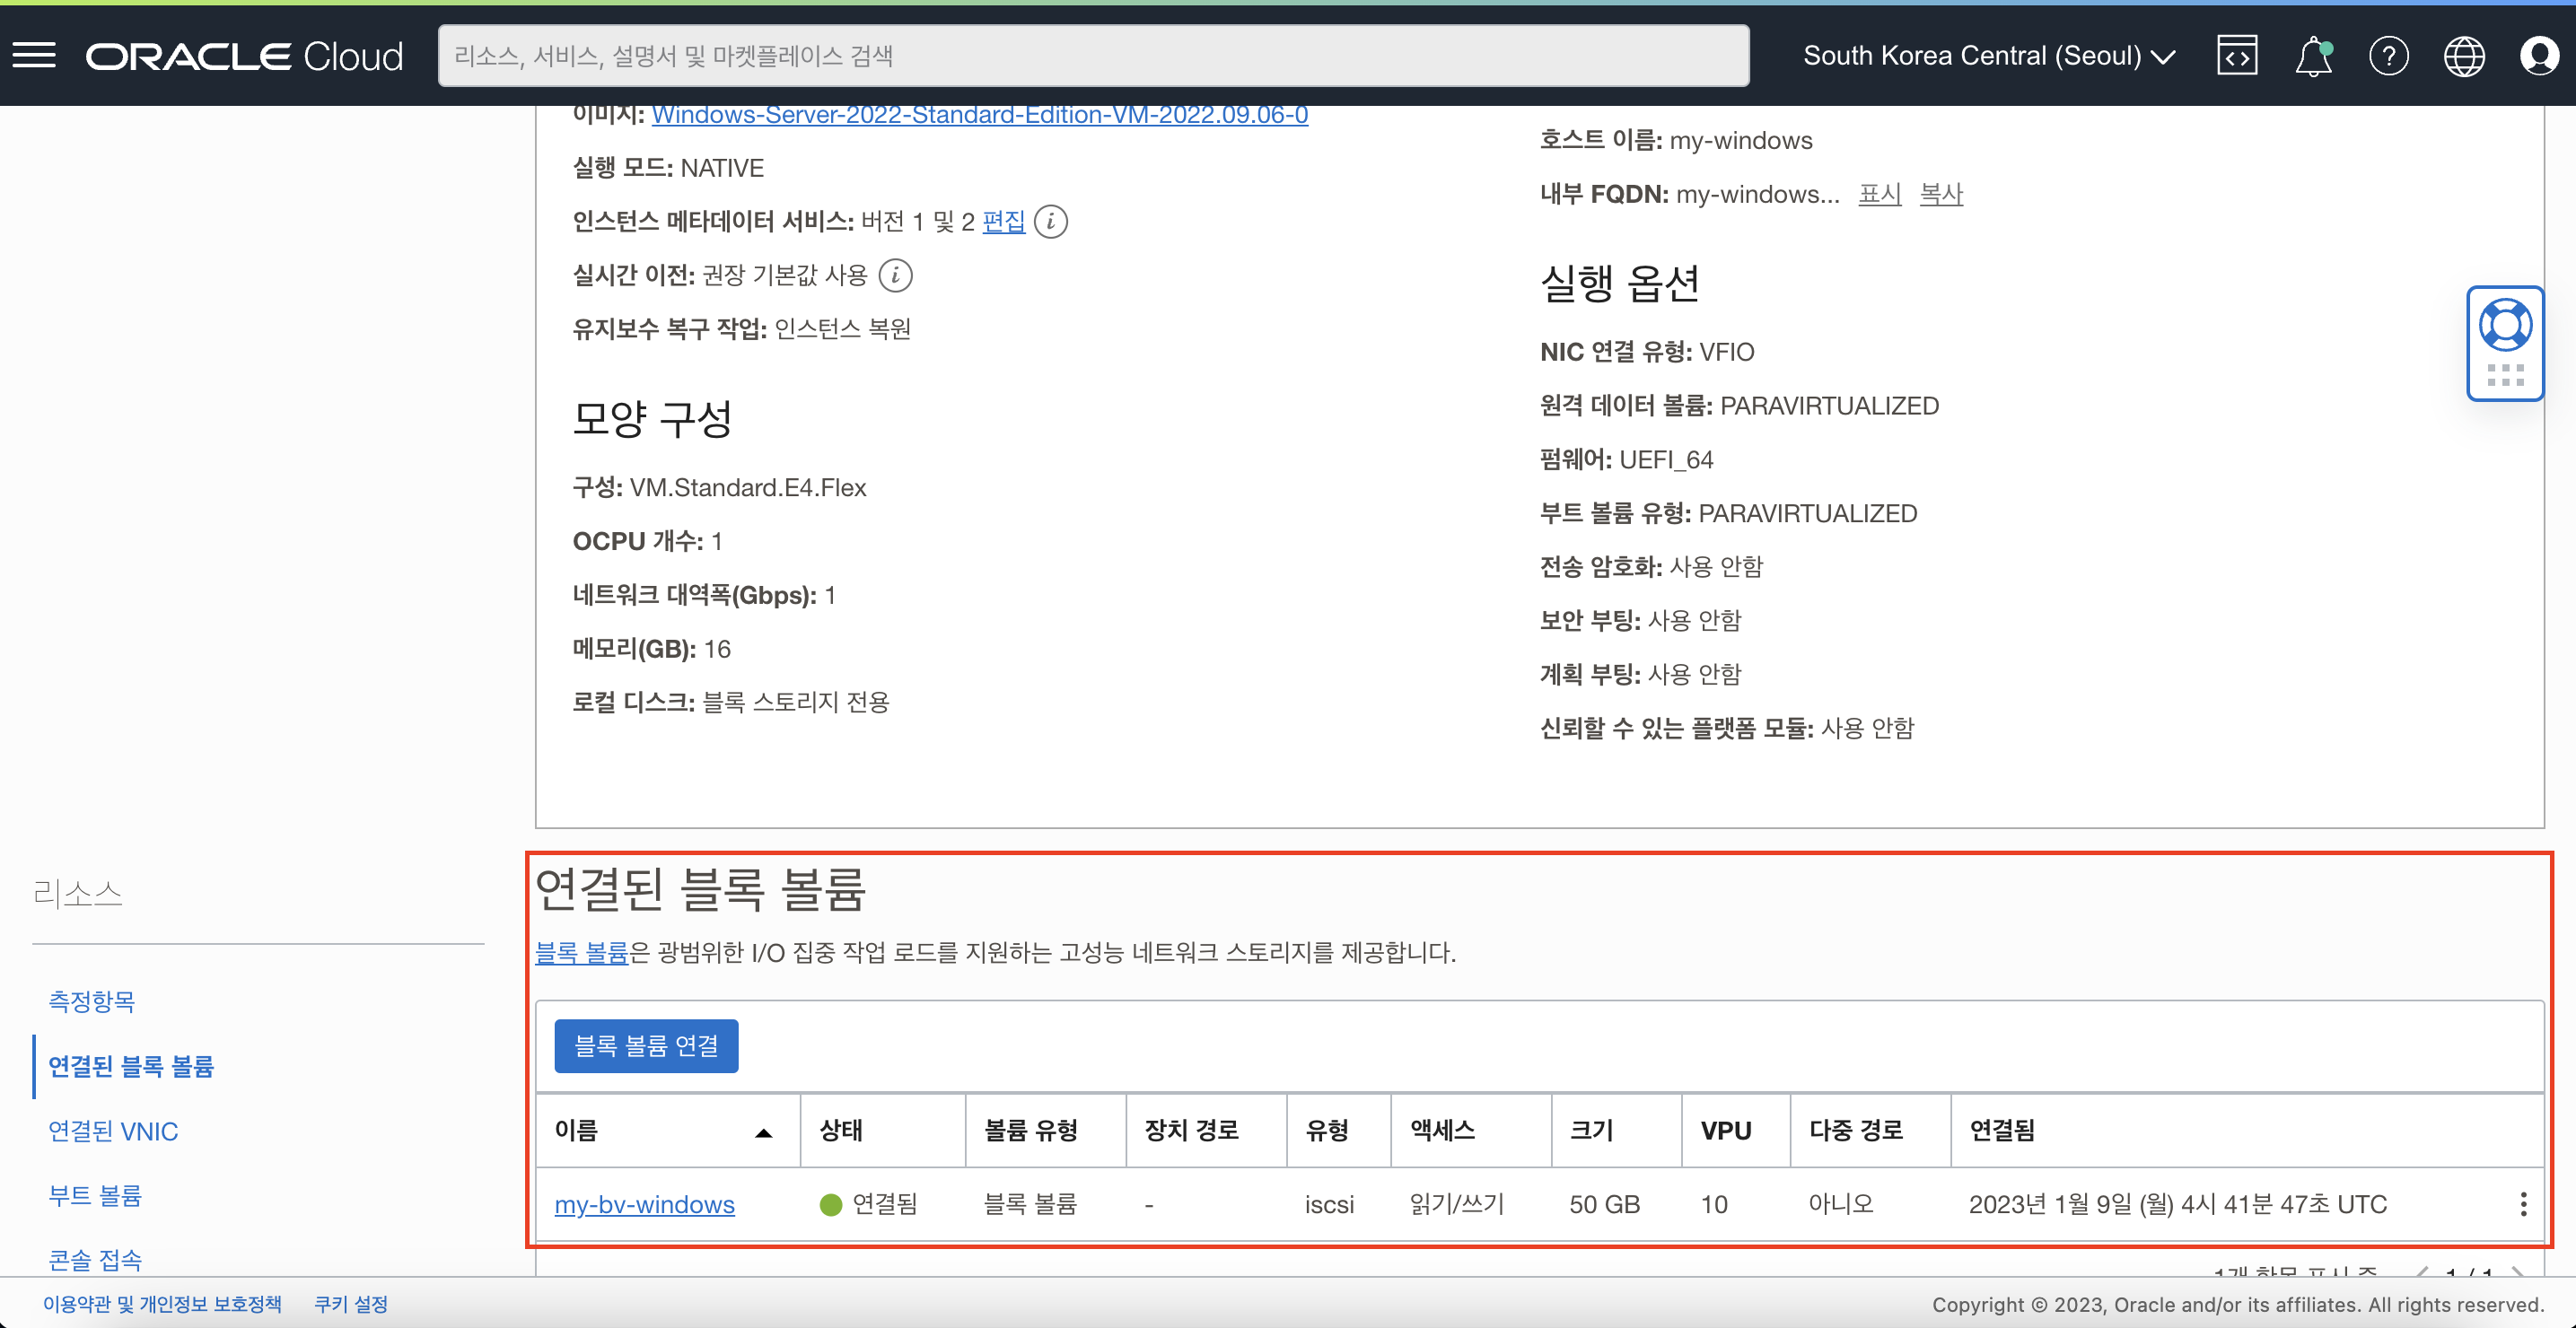 ORACLE Cloud
리소스, 서비스, 설명서 및 마켓플레이스 검색
South Korea Central (Seoul)
이미지: Windows-Server-2022-Standard-Edition-VM-2022.09.06-0
실행 모드: NATIVE
인스턴스 메타데이터 서비스: 버전 1 및 2 편집
실시간 이전: 권장 기본값 사용
유지보수 복구 작업: 인스턴스 복원
모양 구성
구성: VM.Standard.E4.Flex
OCPU 개수: 1
네트워크 대역폭(Gbps): 1
메모리(GB): 16
로컬 디스크: 블록 스토리지 전용
호스트 이름: my-windows
내부 FQDN: my-windows... 표시 복사
실행 옵션
NIC 연결 유형: VFIO
원격 데이터 볼륨: PARAVIRTUALIZED
펌웨어: UEFI_64
부트 볼륨 유형: PARAVIRTUALIZED
전송 암호화: 사용 안함
보안 부팅: 사용 안함
계획 부팅: 사용 안함
신뢰할 수 있는 플랫폼 모듈: 사용 안함
리소스
측정항목
연결된 블록 볼륨
연결된 VNIC
부트 볼륨
콘솔 접속
연결된 블록 볼륨
블록 볼륨은 광범위한 I/O 집중 작업 로드를 지원하는 고성능 네트워크 스토리지를 제공합니다.
블록 볼륨 연결
이름 상태 볼륨 유형 장치 경로 유형 액세스 크기 VPU 다중 경로 연결됨
my-bv-windows 연결됨 블록 볼륨 - iscsi 읽기/쓰기 50 GB 10 아니오 2023년 1월 9일 (월) 4시 41분 47초 UTC
1개 항목 표시 중 1 / 1
이용약관 및 개인정보 보호정책 쿠키 설정
Copyright © 2023, Oracle and/or its affiliates. All rights reserved.